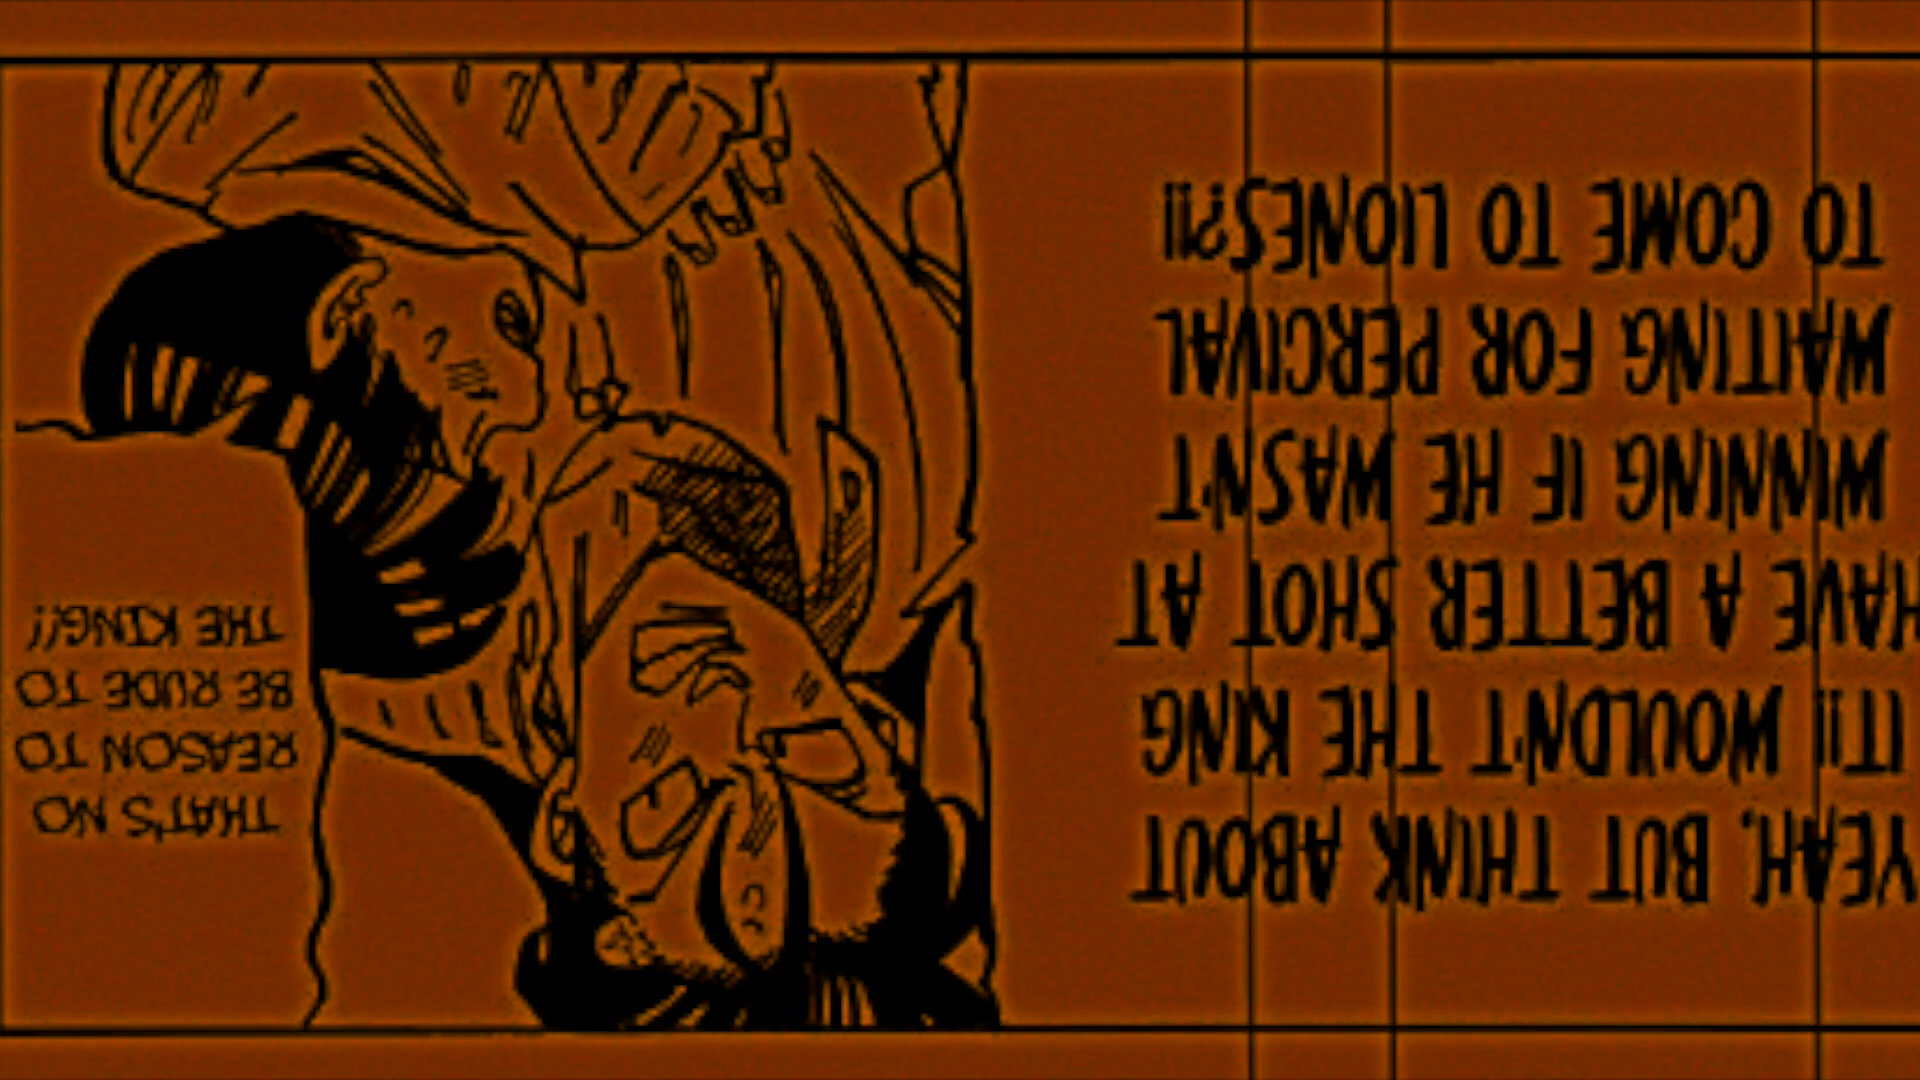 YEAH, BUT THINK ABOUT
IT!! WOULDN'T THE KING
HAVE A BETTER SHOT AT
WINNING IF HE WASN'T
WAITING FOR PERCIVAL
TO COME TO LIONES?!!
THAT'S NO
REASON TO
BE RUDE TO
THE KING!!